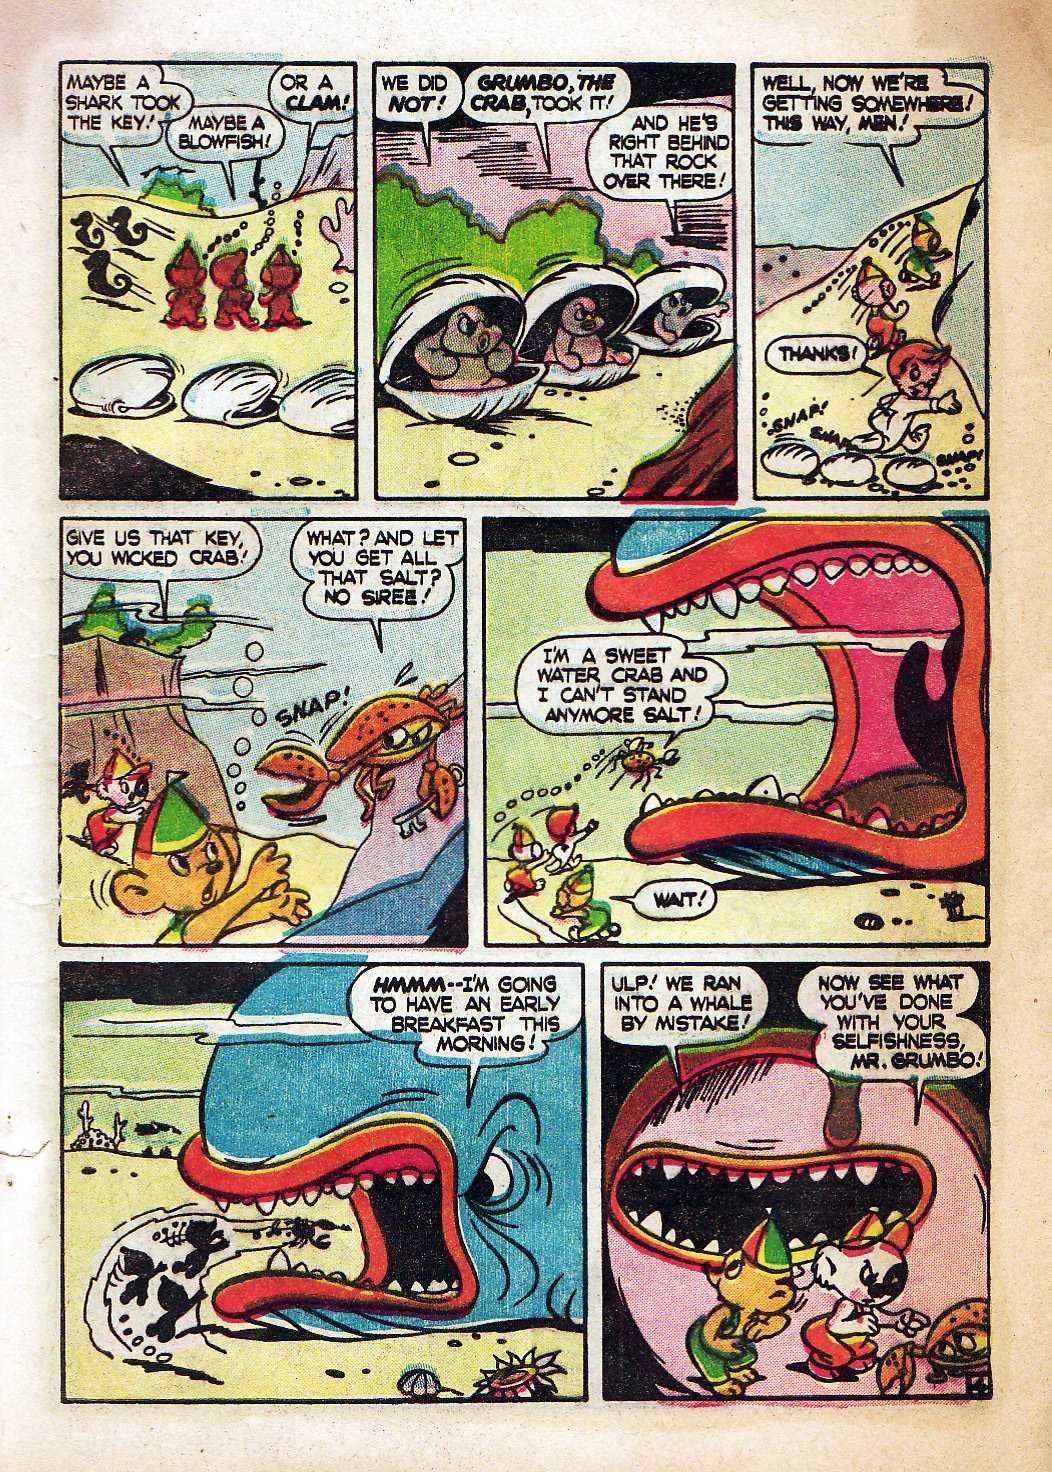 MAYBE A
SHARK TOOK
THE KEY!
MAYBE A
BLOWFISH!
OR A
CLAM!
WE DID
NOT!
GRUMBO, THE
CRAB, TOOK IT!
AND HE'S
RIGHT BEHIND
THAT ROCK
OVER THERE!
WELL, NOW WE'RE
GETTING SOMEWHERE!
THIS WAY, MEN!
THANKS!
SNAP!
SNAP!
SNAP!
GIVE US THAT KEY,
YOU WICKED CRAB!
WHAT? AND LET
YOU GET ALL
THAT SALT?
NO SIREE!
SNAP!
I'M A SWEET
WATER CRAB AND
I CAN'T STAND
ANYMORE SALT!
WAIT!
HMMM--I'M GOING
TO HAVE AN EARLY
BREAKFAST THIS
MORNING!
ULP! WE RAN
INTO A WHALE
BY MISTAKE!
NOW SEE WHAT
YOU'VE DONE
WITH YOUR
SELFISHNESS,
MR. GRUMBO!
4